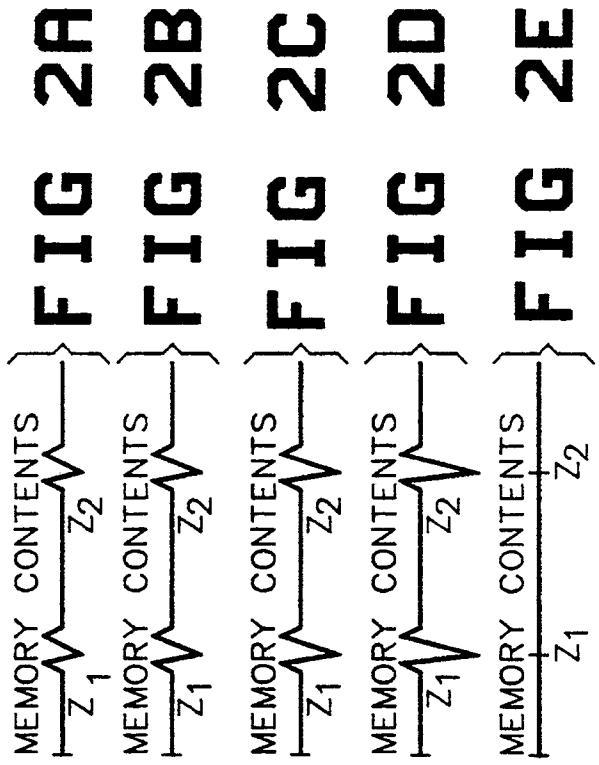 MEMORY CONTENTS
Z1 Z2
FIG 2A
MEMORY CONTENTS
Z1 Z2
FIG 2B
MEMORY CONTENTS
Z1 Z2
FIG 2C
MEMORY CONTENTS
Z1 Z2
FIG 2D
MEMORY CONTENTS
Z1 Z2
FIG 2E